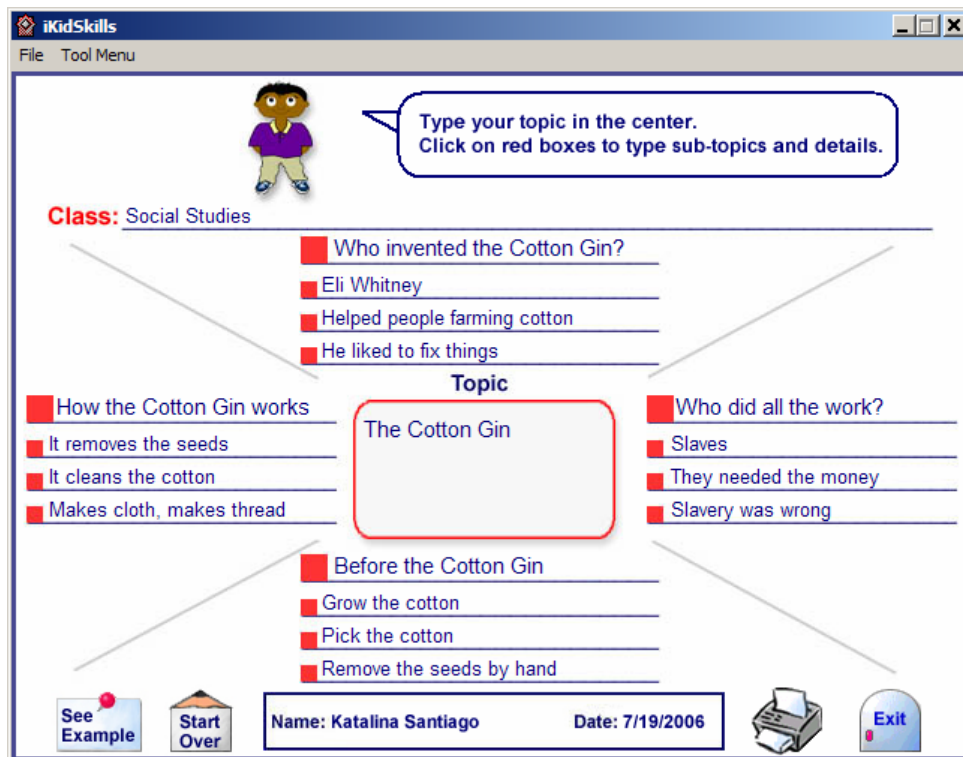 iKidSkills
File Tool Menu
Type your topic in the center.
Click on red boxes to type sub-topics and details.
Class: Social Studies
Who invented the Cotton Gin?
Eli Whitney
Helped people farming cotton
He liked to fix things
How the Cotton Gin works
It removes the seeds
It cleans the cotton
Makes cloth, makes thread
Topic
The Cotton Gin
Who did all the work?
Slaves
They needed the money
Slavery was wrong
Before the Cotton Gin
Grow the cotton
Pick the cotton
Remove the seeds by hand
See
Example
Start
Over
Name: Katalina Santiago Date: 7/19/2006
Exit